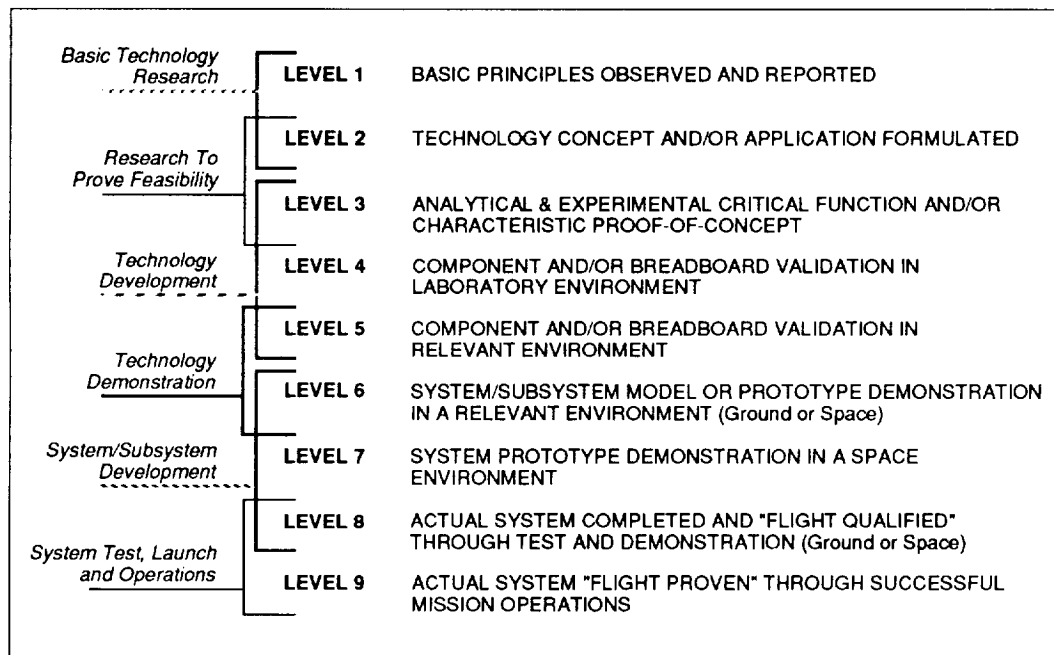 Basic Technology
Research
LEVEL 1 BASIC PRINCIPLES OBSERVED AND REPORTED
LEVEL 2 TECHNOLOGY CONCEPT AND/OR APPLICATION FORMULATED
Research To
Prove Feasibility
LEVEL 3 ANALYTICAL & EXPERIMENTAL CRITICAL FUNCTION AND/OR
CHARACTERISTIC PROOF-OF-CONCEPT
Technology
Development
LEVEL 4 COMPONENT AND/OR BREADBOARD VALIDATION IN
LABORATORY ENVIRONMENT
LEVEL 5 COMPONENT AND/OR BREADBOARD VALIDATION IN
RELEVANT ENVIRONMENT
Technology
Demonstration
LEVEL 6 SYSTEM/SUBSYSTEM MODEL OR PROTOTYPE DEMONSTRATION
IN A RELEVANT ENVIRONMENT (Ground or Space)
System/Subsystem
Development
LEVEL 7 SYSTEM PROTOTYPE DEMONSTRATION IN A SPACE
ENVIRONMENT
LEVEL 8 ACTUAL SYSTEM COMPLETED AND "FLIGHT QUALIFIED"
THROUGH TEST AND DEMONSTRATION (Ground or Space)
System Test, Launch
and Operations
LEVEL 9 ACTUAL SYSTEM "FLIGHT PROVEN" THROUGH SUCCESSFUL
MISSION OPERATIONS